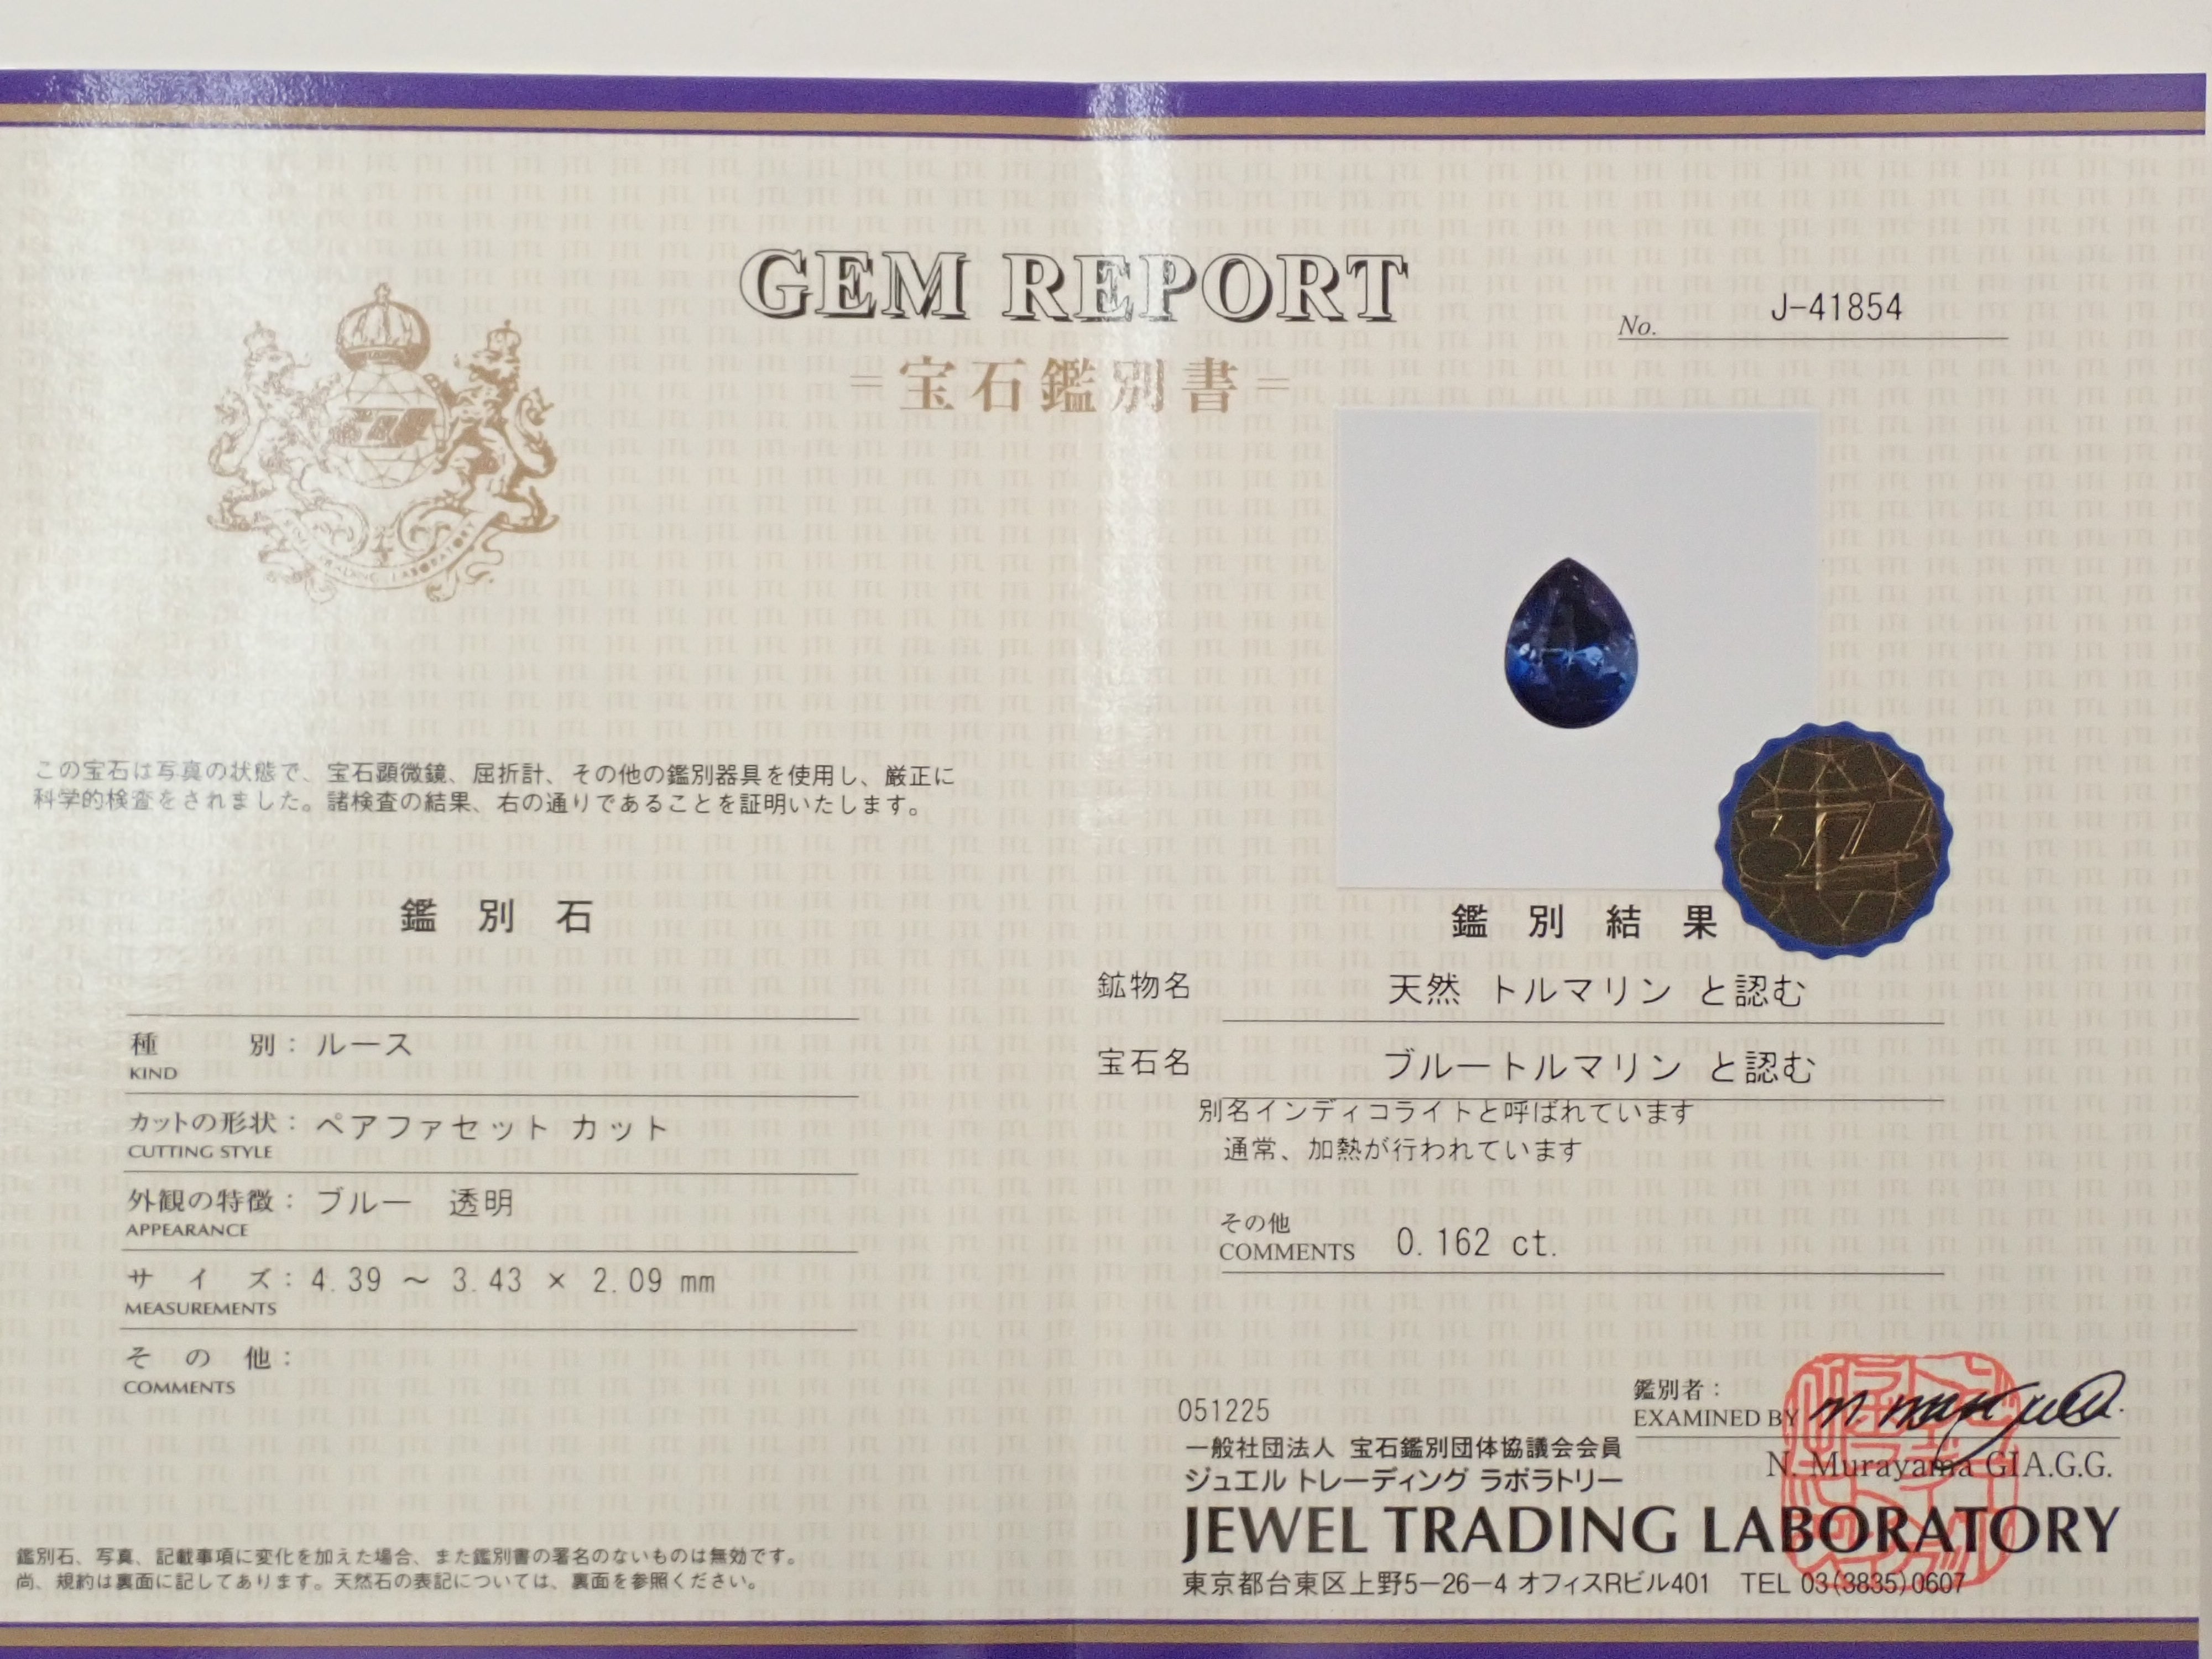 GEM REPORT
=宝石鑑別書=
No. J-41854
この宝石は写真の状態で、宝石顕微鏡、屈折計、その他の鑑別器具を使用し、厳正に
科学的検査をされました。諸検査の結果、右の通りであることを証明いたします。
鑑 別 石
種 別: ルース
KIND
カットの形状: ペアファセット カット
CUTTING STYLE
外観の特徴: ブルー 透明
APPEARANCE
サ イ ズ: 4.39 ～ 3.43 × 2.09 mm
MEASUREMENTS
そ の 他:
COMMENTS
鑑別石、写真、記載事項に変化を加えた場合、また鑑別書の署名のないものは無効です。
尚、規約は裏面に記してあります。天然石の表記については、裏面を参照ください。
鑑 別 結 果
鉱物名 天然 トルマリン と認む
宝石名 ブルートルマリン と認む
別名インディコライトと呼ばれています
通常、加熱が行われています
その他
COMMENTS 0.162 ct.
051225
鑑別者:
EXAMINED BY
N. Murayama GIA.G.G.
一般社団法人 宝石鑑別団体協議会会員
ジュエル トレーディング ラボラトリー
JEWEL TRADING LABORATORY
東京都台東区上野5-26-4 オフィスRビル401 TEL 03(3835)0607